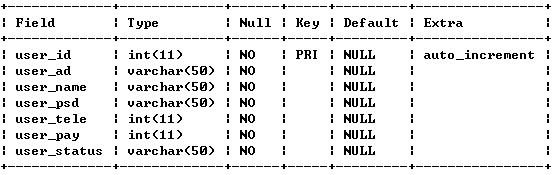 +-------------+-------------+------+-----+---------+----------------+
| Field       | Type        | Null | Key | Default | Extra          |
+-------------+-------------+------+-----+---------+----------------+
| user_id     | int(11)     | NO   | PRI | NULL    | auto_increment |
| user_ad     | varchar(50) | NO   |     | NULL    |                |
| user_name   | varchar(50) | NO   |     | NULL    |                |
| user_psd    | varchar(50) | NO   |     | NULL    |                |
| user_tele   | int(11)     | NO   |     | NULL    |                |
| user_pay    | int(11)     | NO   |     | NULL    |                |
| user_status | varchar(50) | NO   |     | NULL    |                |
+-------------+-------------+------+-----+---------+----------------+